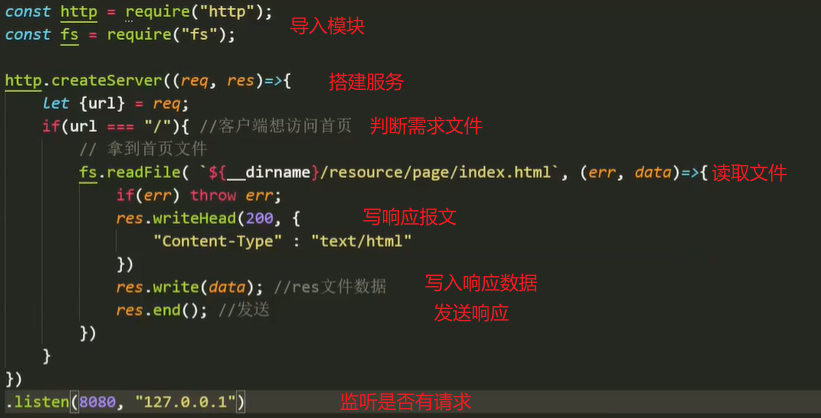 const http = require("http");
const fs = require("fs");
导入模块
http.createServer((req, res)=>{ 搭建服务
let {url} = req;
if(url === "/"){ //客户端想访问首页 判断需求文件
// 拿到首页文件
fs.readFile( `${__dirname}/resource/page/index.html`, (err, data)=>{ 读取文件
if(err) throw err;
res.writeHead(200, { 写响应报文
"Content-Type" : "text/html"
})
res.write(data); //res文件数据 写入响应数据
res.end(); //发送 发送响应
})
}
})
.listen(8080, "127.0.0.1") 监听是否有请求